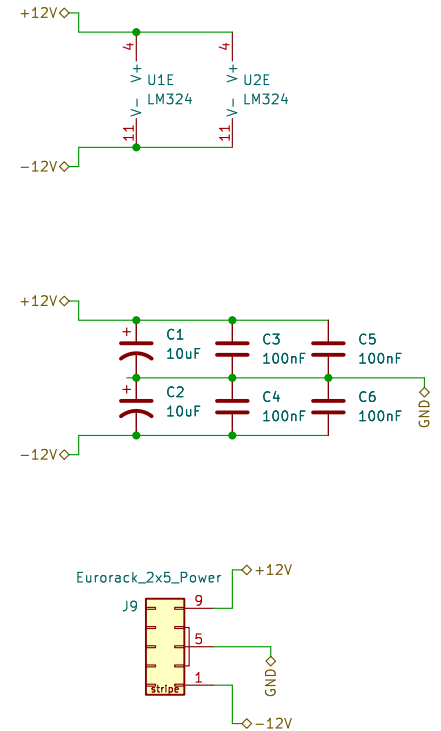 +12V
4
V+
U1E
LM324
V-
11
4
V+
U2E
LM324
V-
11
-12V
+12V
+
C1
10uF
C3
100nF
C5
100nF
+
C2
10uF
C4
100nF
C6
100nF
GND
-12V
+12V
Eurorack_2x5_Power
J9
9
5
1
stripe
GND
-12V